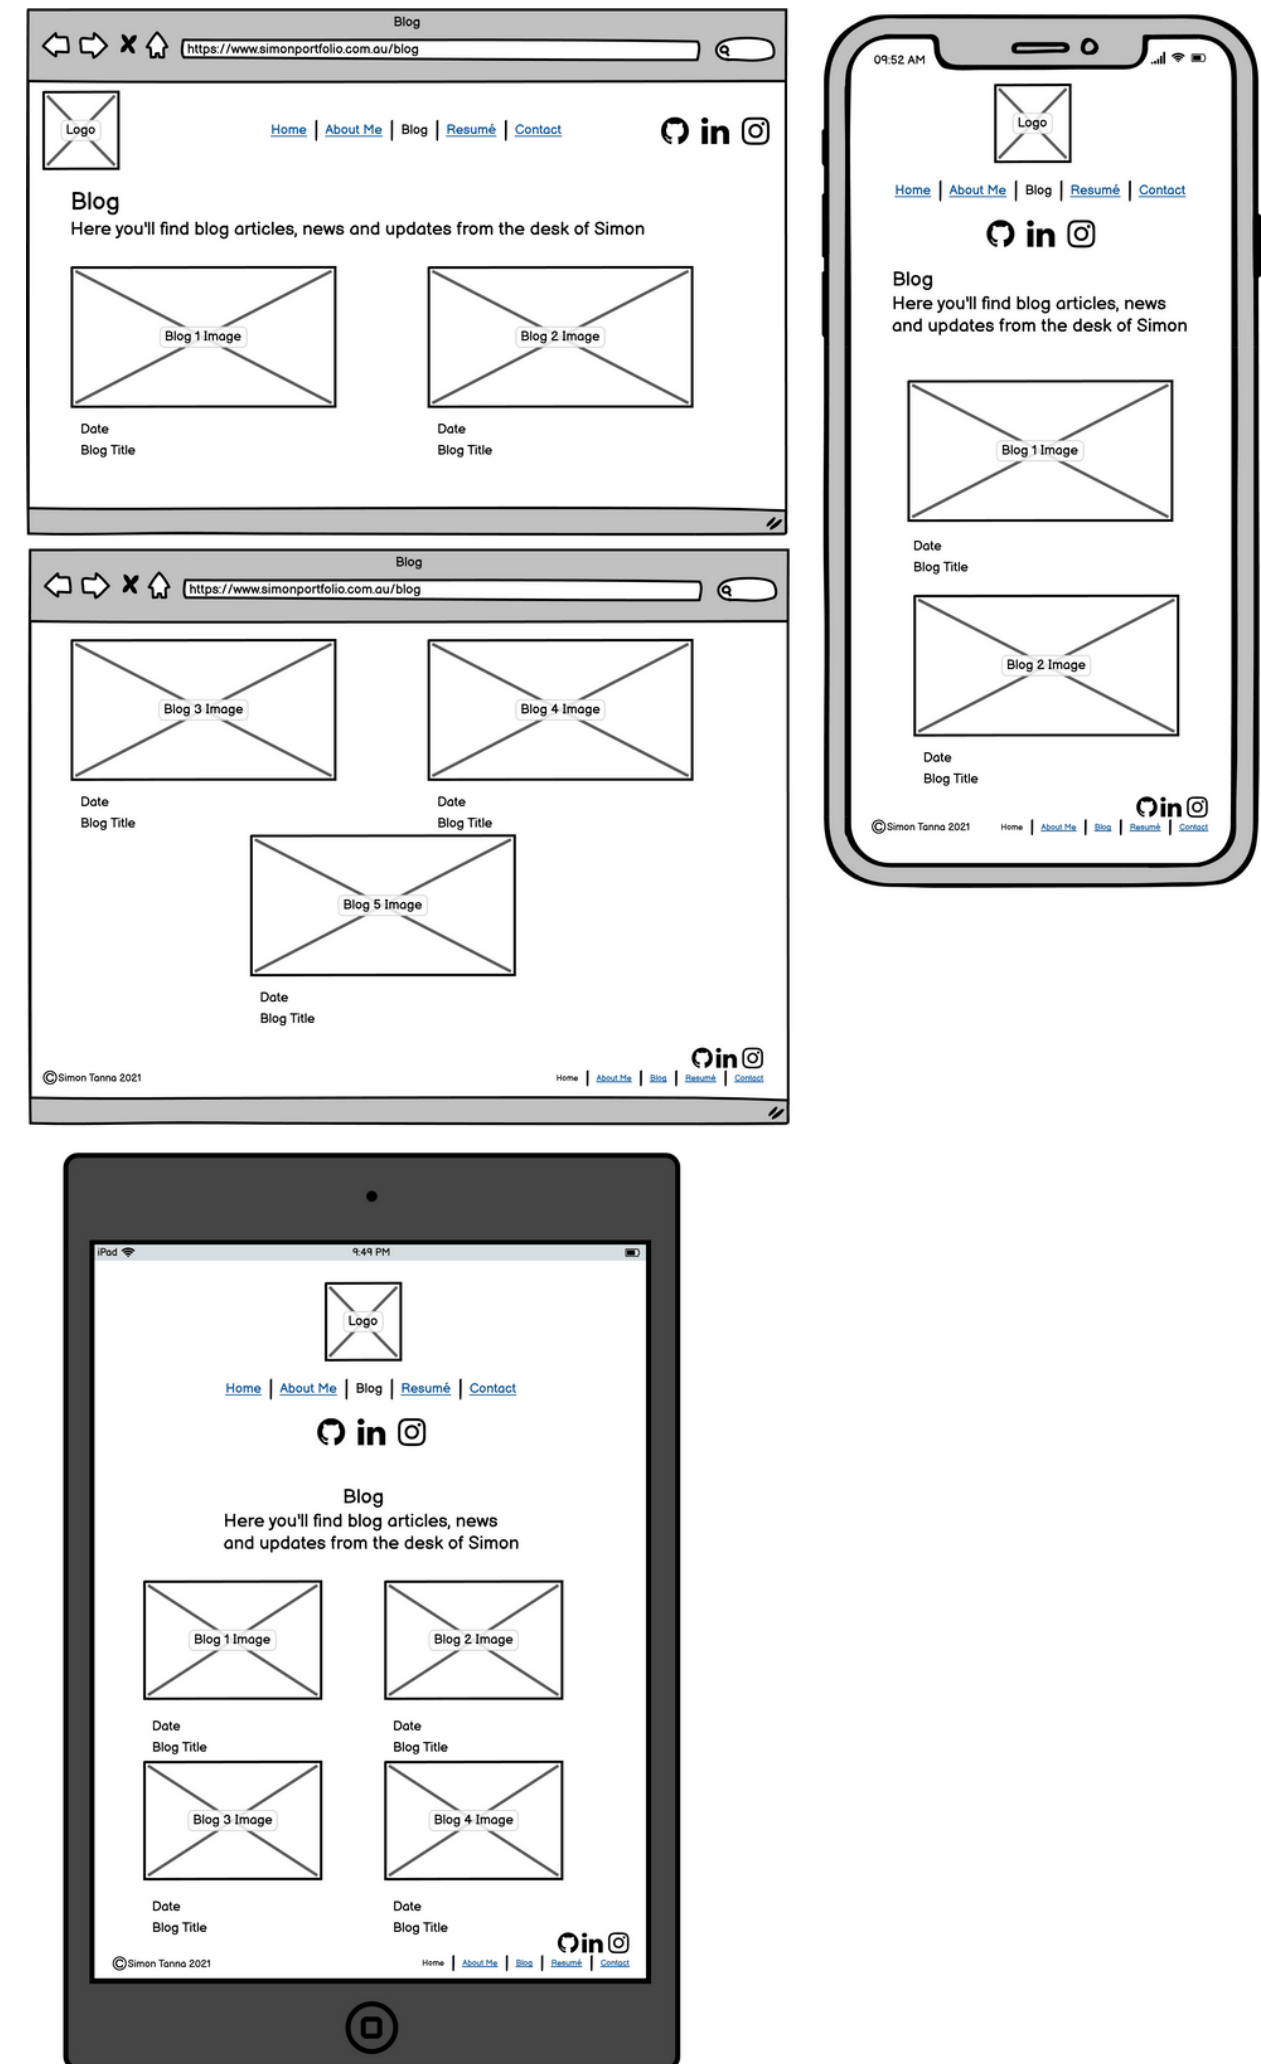 Blog
https://www.simonportfolio.com.au/blog
Logo
Home | About Me | Blog | Resumé | Contact
in
Blog
Here you'll find blog articles, news and updates from the desk of Simon
Blog 1 Image
Blog 2 Image
Date
Date
Blog Title
Blog Title
Blog
https://www.simonportfolio.com.au/blog
Blog 3 Image
Blog 4 Image
Date
Date
Blog Title
Blog Title
Blog 5 Image
Date
Blog Title
in
©Simon Tanna 2021
Home | About Me | Blog | Resumé | Contact
09:52 AM
Logo
Home | About Me | Blog | Resumé | Contact
in
Blog
Here you'll find blog articles, news
and updates from the desk of Simon
Blog 1 Image
Date
Blog Title
Blog 2 Image
Date
Blog Title
in
©Simon Tanna 2021
Home | About Me | Blog | Resumé | Contact
iPad
9:49 PM
Logo
Home | About Me | Blog | Resumé | Contact
in
Blog
Here you'll find blog articles, news
and updates from the desk of Simon
Blog 1 Image
Blog 2 Image
Date
Date
Blog Title
Blog Title
Blog 3 Image
Blog 4 Image
Date
Date
Blog Title
Blog Title
in
©Simon Tanna 2021
Home | About Me | Blog | Resumé | Contact